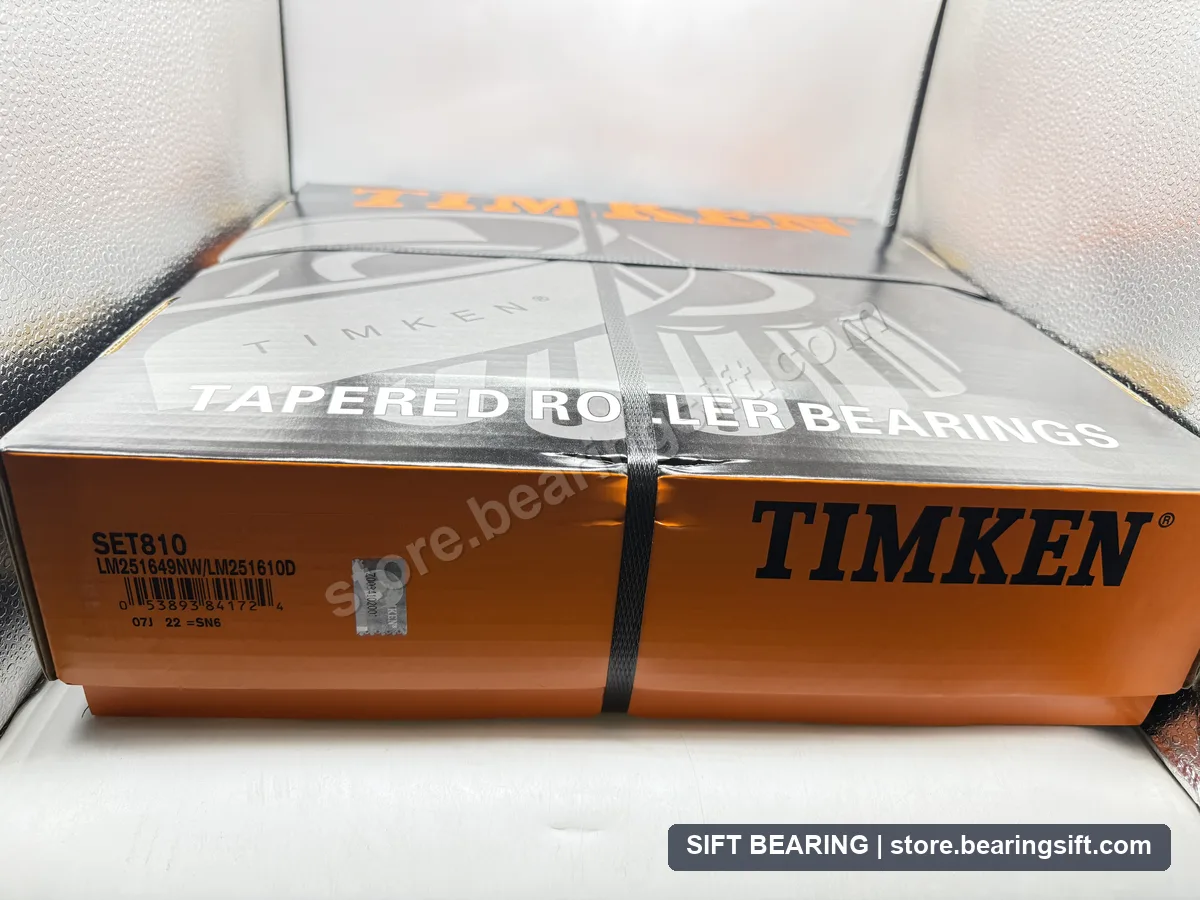 TIMKEN
TIMKEN®
TAPERED ROLLER BEARINGS
TIMKEN®
SET810
LM251649NW/LM251610D
0 53893 84172 4
07J 22 =SN6
store.bearingsift.com
SIFT BEARING | store.bearingsift.com